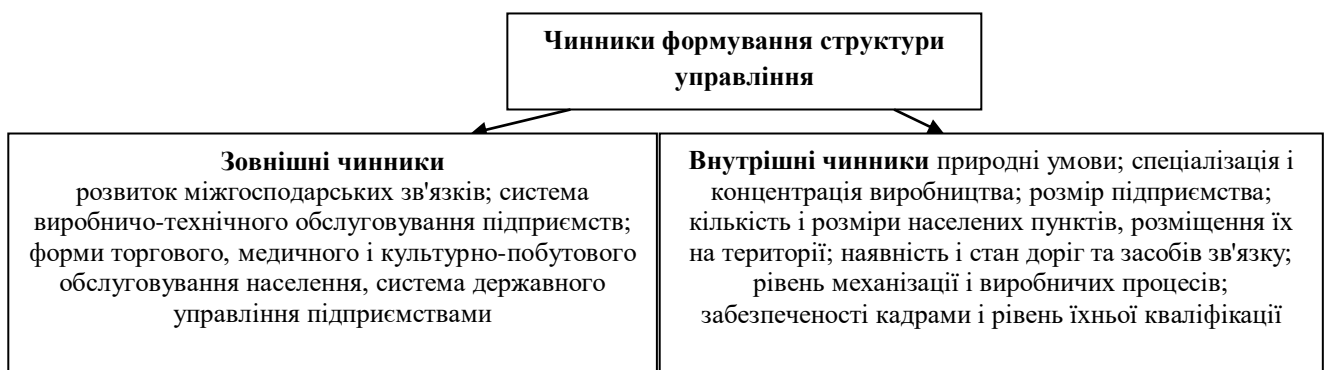 Чинники формування структури
управління
Зовнішні чинники
розвиток міжгосподарських зв'язків; система
виробничо-технічного обслуговування підприємств;
форми торгового, медичного і культурно-побутового
обслуговування населення, система державного
управління підприємствами
Внутрішні чинники природні умови; спеціалізація і
концентрація виробництва; розмір підприємства;
кількість і розміри населених пунктів, розміщення їх
на території; наявність і стан доріг та засобів зв'язку;
рівень механізації і виробничих процесів;
забезпеченості кадрами і рівень їхньої кваліфікації